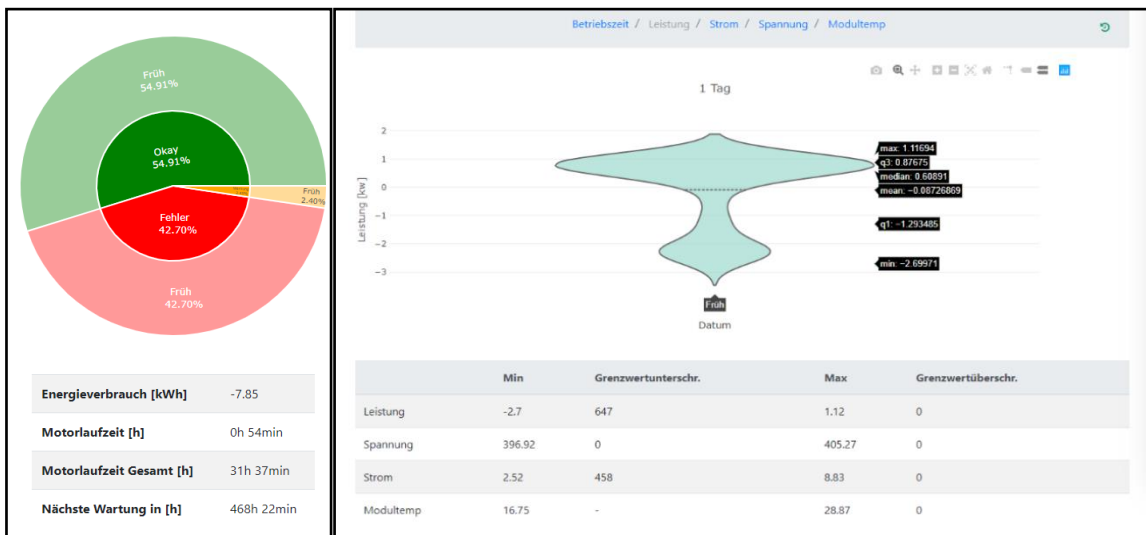 Früh
54.91%
Okay
54.91%
Früh
2.40%
Fehler
42.70%
Früh
42.70%
Energieverbrauch [kWh] -7.85
Motorlaufzeit [h] 0h 54min
Motorlaufzeit Gesamt [h] 31h 37min
Nächste Wartung in [h] 468h 22min
Betriebszeit / Leistung / Strom / Spannung / Modultemp
1 Tag
2
1
0
−1
−2
−3
Leistung [kw]
max: 1.11694
q3: 0.87675
median: 0.60891
mean: −0.08726869
q1: −1.293485
min: −2.69971
Früh
Datum
Min Grenzwertunterschr. Max Grenzwertüberschr.
Leistung -2.7 647 1.12 0
Spannung 396.92 0 405.27 0
Strom 2.52 458 8.83 0
Modultemp 16.75 - 28.87 0